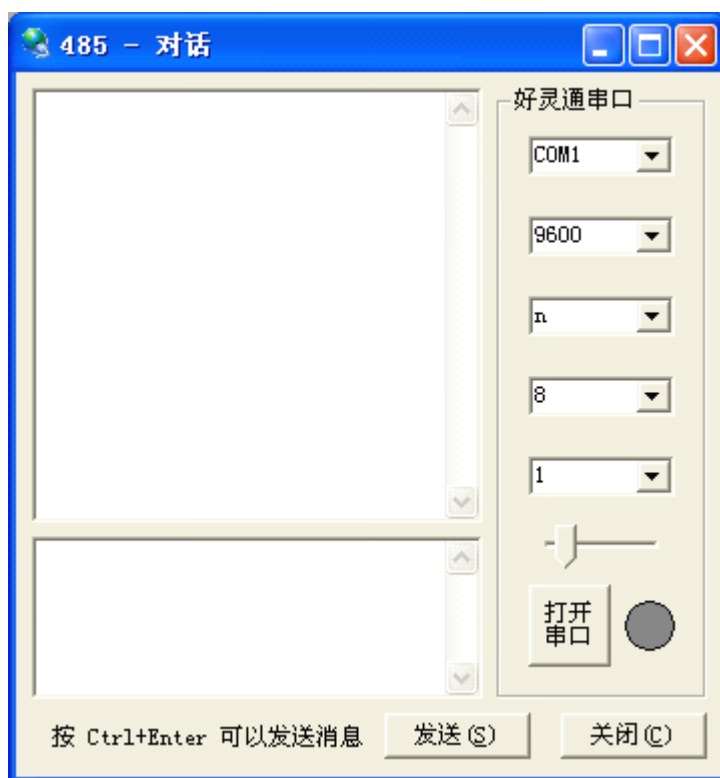 485 - 对话
好灵通串口
COM1
9600
n
8
1
打开
串口
按 Ctrl+Enter 可以发送消息
发送(S)
关闭(C)